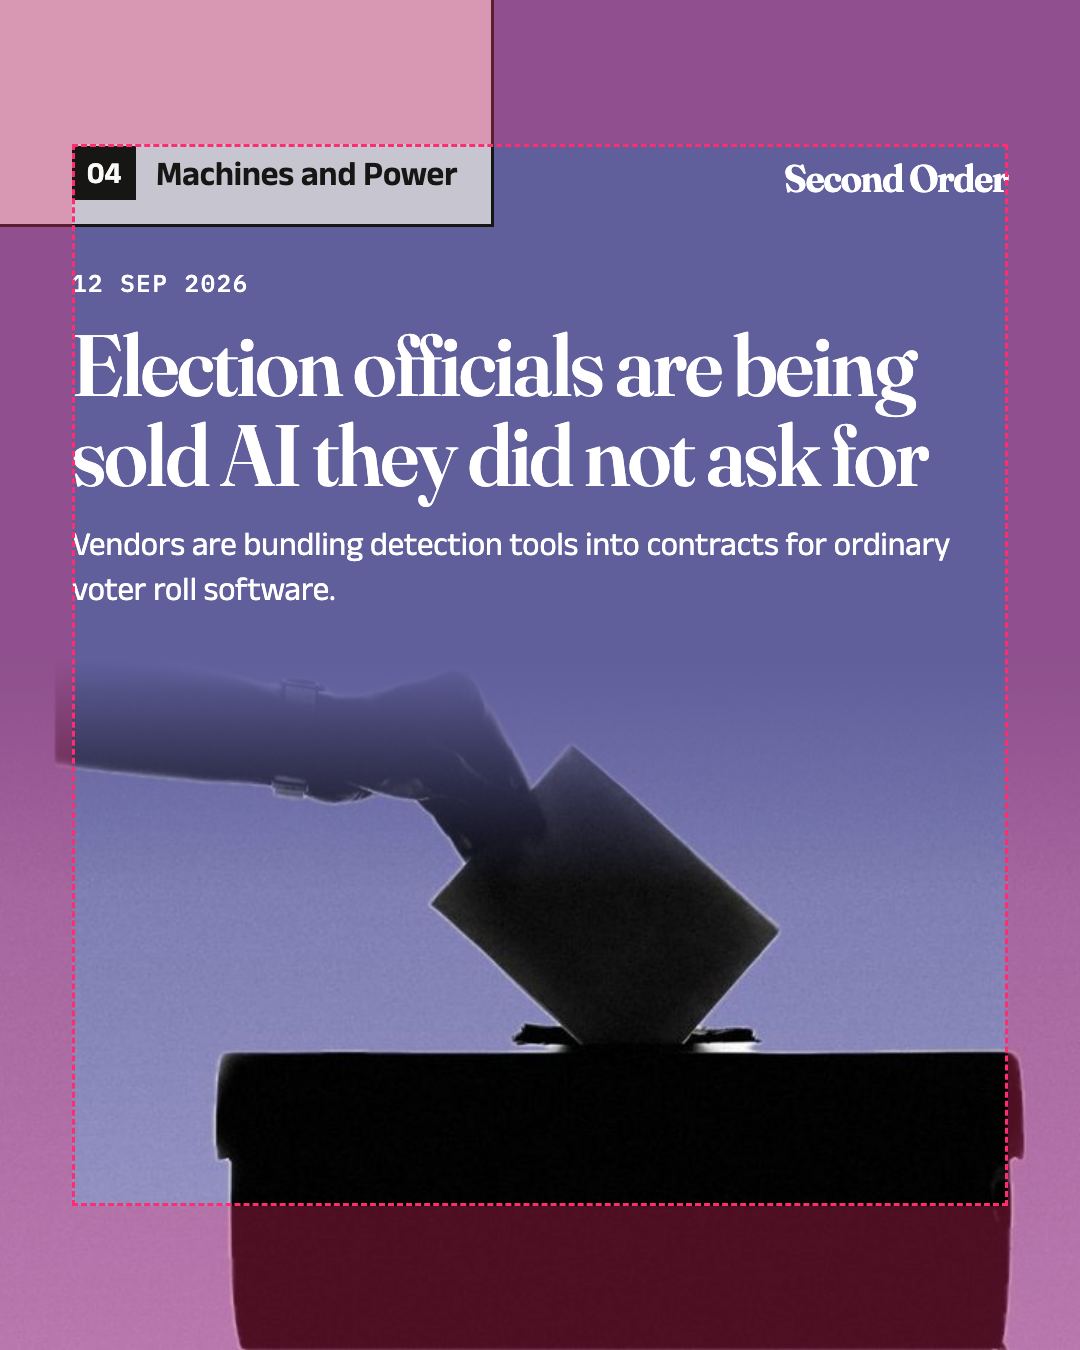 04 Machines and Power
Second Order
12 SEP 2026
Election officials are being
sold AI they did not ask for
Vendors are bundling detection tools into contracts for ordinary
voter roll software.